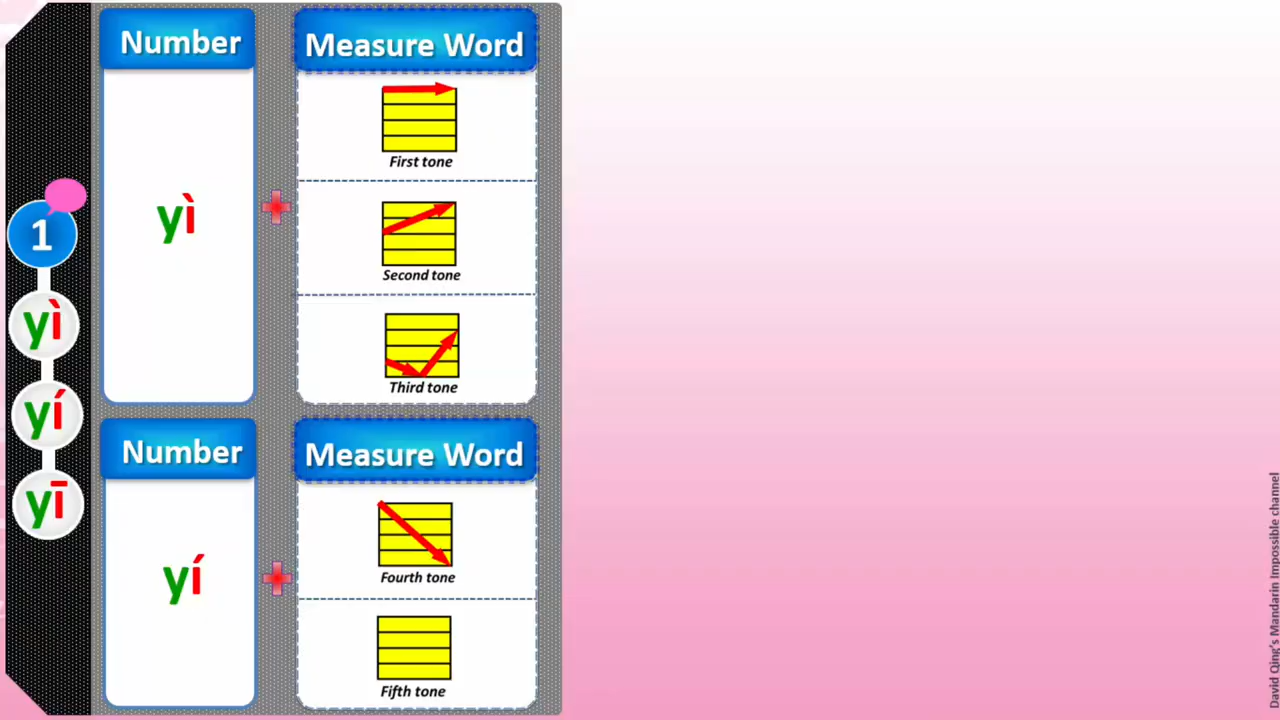 1
yì
yí
yī
Number
Measure Word
yì
+
First tone
Second tone
Third tone
Number
Measure Word
yí
+
Fourth tone
Fifth tone
David Qing's Mandarin Impossible channel